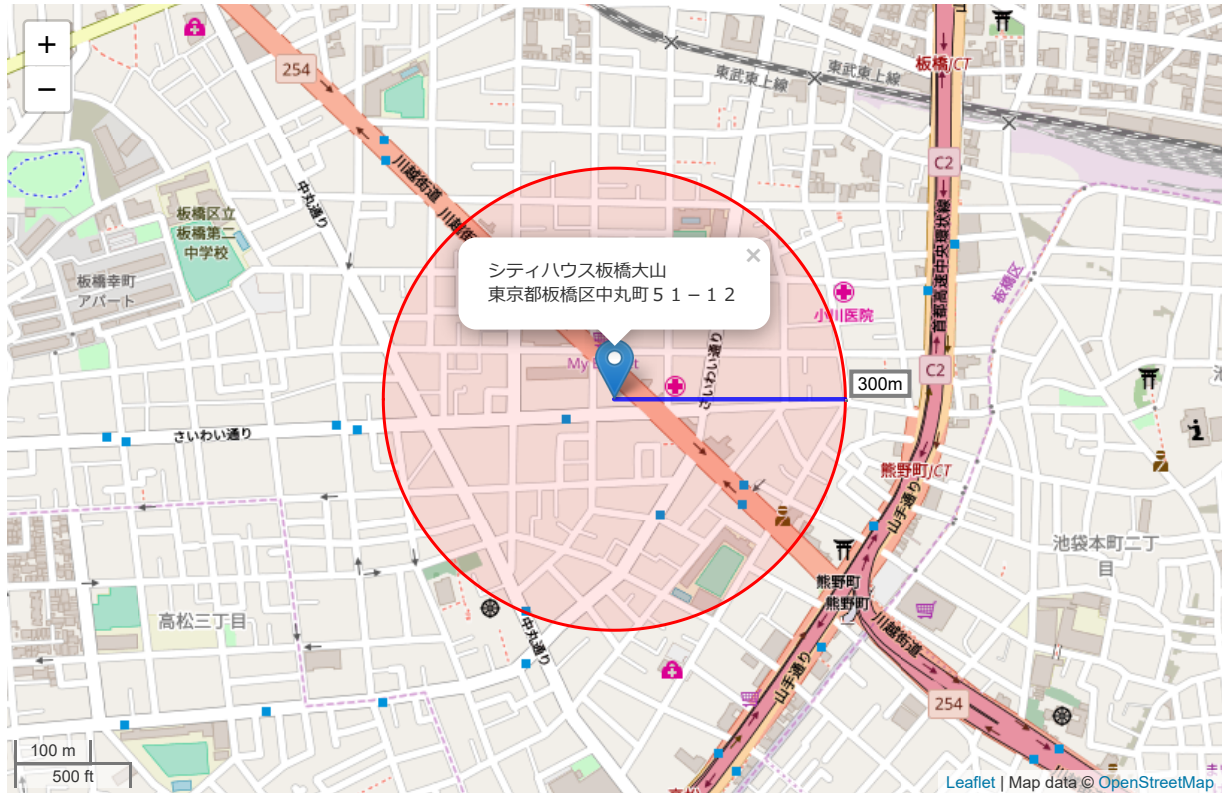 +
−
254
東武東上線
東武東上線
板橋JCT
C2
川越街道
川越街
中丸通り
板橋区立
板橋第二
中学校
板橋幸町
アパート
首都高速中央環状線
板橋区
シティハウス板橋大山
東京都板橋区中丸町５１－１２
×
小川医院
さいわい通り
C2
300m
さいわい通り
熊野町JCT
山手通り
池袋本町二丁
目
熊野町
熊野町
高松三丁目
中丸通り
川越街道
山手通り
254
100 m
500 ft
Leaflet | Map data © OpenStreetMap